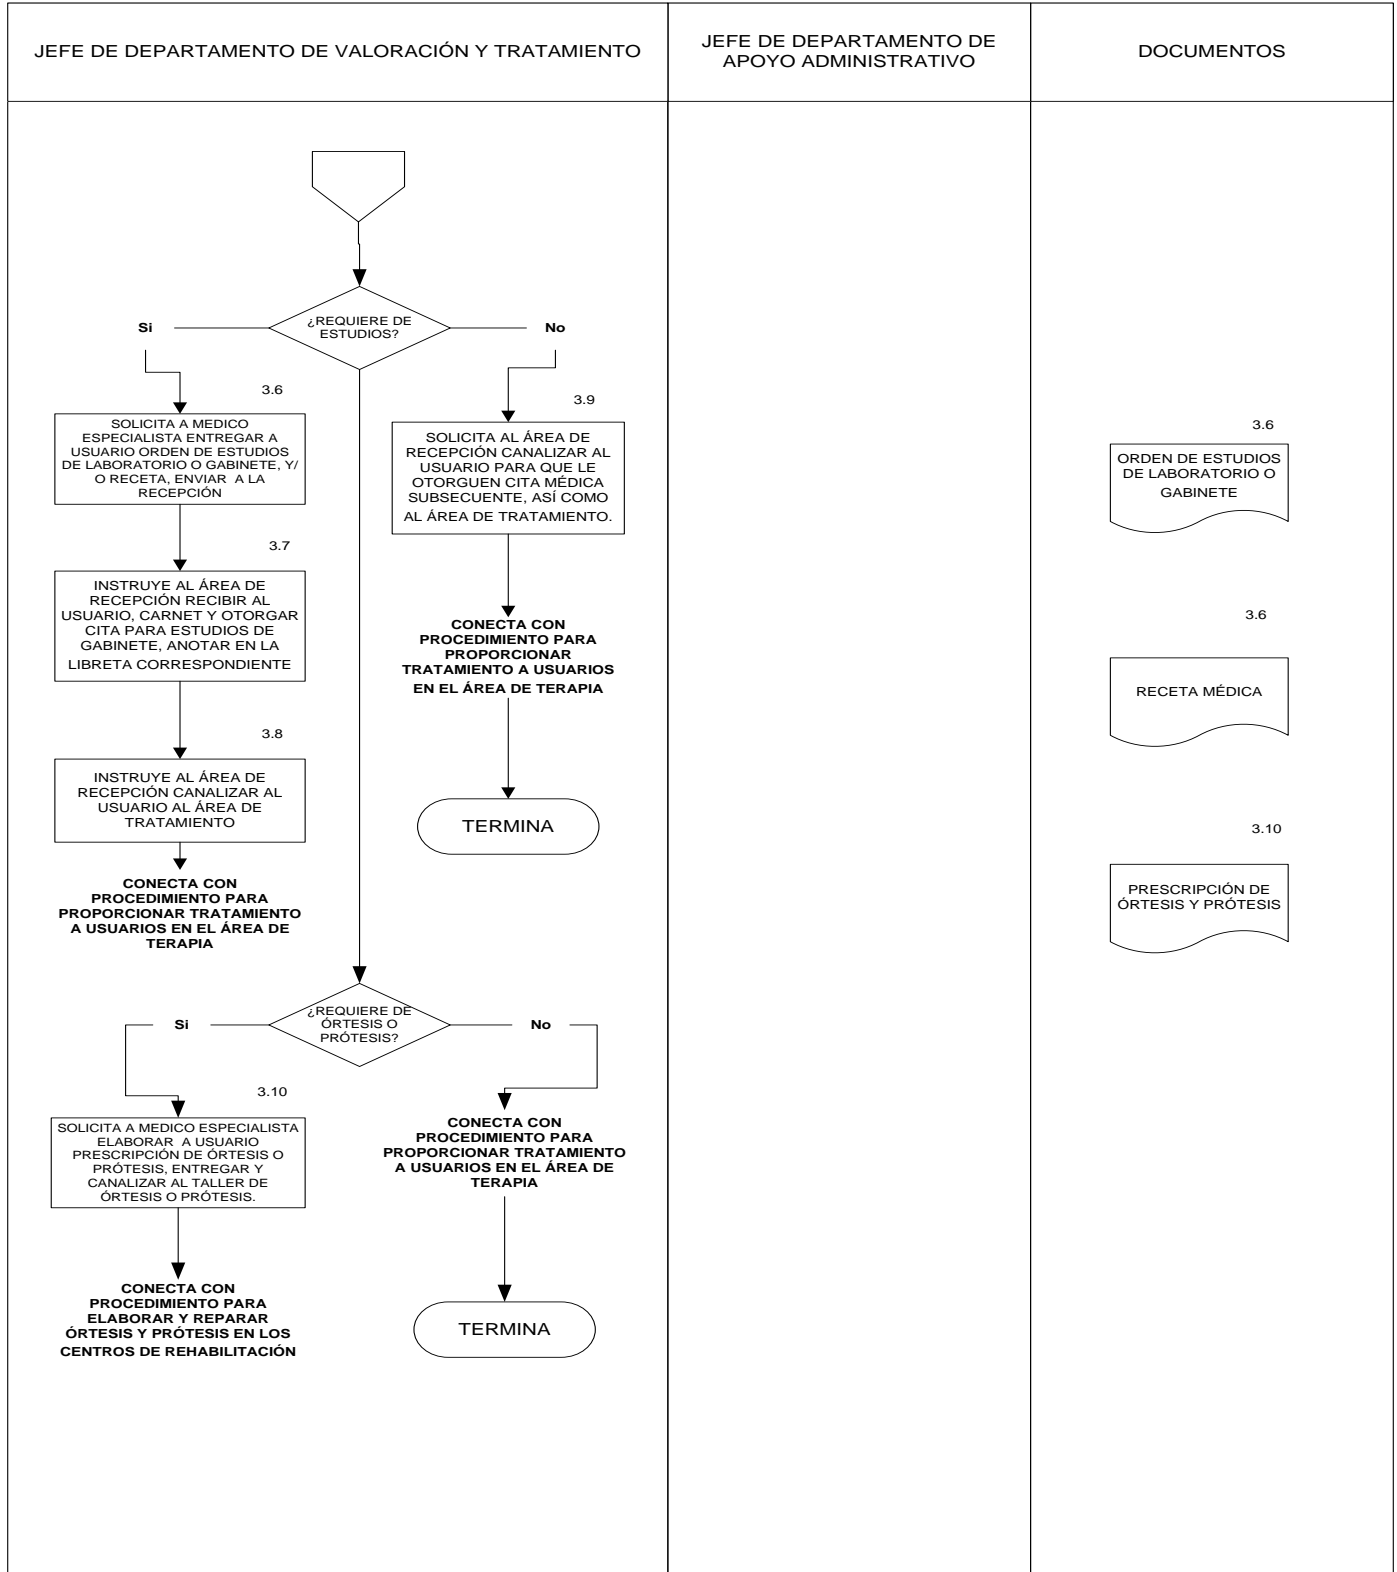 JEFE DE DEPARTAMENTO DE VALORACIÓN Y TRATAMIENTO
JEFE DE DEPARTAMENTO DE
APOYO ADMINISTRATIVO
DOCUMENTOS
¿REQUIERE DE
ESTUDIOS?
Si
No
3.6
SOLICITA A MEDICO
ESPECIALISTA ENTREGAR A
USUARIO ORDEN DE ESTUDIOS
DE LABORATORIO O GABINETE, Y/
O RECETA, ENVIAR A LA
RECEPCIÓN
3.7
INSTRUYE AL ÁREA DE
RECEPCIÓN RECIBIR AL
USUARIO, CARNET Y OTORGAR
CITA PARA ESTUDIOS DE
GABINETE, ANOTAR EN LA
LIBRETA CORRESPONDIENTE
3.8
INSTRUYE AL ÁREA DE
RECEPCIÓN CANALIZAR AL
USUARIO AL ÁREA DE
TRATAMIENTO
CONECTA CON
PROCEDIMIENTO PARA
PROPORCIONAR TRATAMIENTO
A USUARIOS EN EL ÁREA DE
TERAPIA
3.9
SOLICITA AL ÁREA DE
RECEPCIÓN CANALIZAR AL
USUARIO PARA QUE LE
OTORGUEN CITA MÉDICA
SUBSECUENTE, ASÍ COMO
AL ÁREA DE TRATAMIENTO.
CONECTA CON
PROCEDIMIENTO PARA
PROPORCIONAR
TRATAMIENTO A USUARIOS
EN EL ÁREA DE TERAPIA
TERMINA
¿REQUIERE DE
ÓRTESIS O
PRÓTESIS?
Si
No
3.10
SOLICITA A MEDICO ESPECIALISTA
ELABORAR A USUARIO
PRESCRIPCIÓN DE ÓRTESIS O
PRÓTESIS, ENTREGAR Y
CANALIZAR AL TALLER DE
ÓRTESIS O PRÓTESIS.
CONECTA CON
PROCEDIMIENTO PARA
ELABORAR Y REPARAR
ÓRTESIS Y PRÓTESIS EN LOS
CENTROS DE REHABILITACIÓN
CONECTA CON
PROCEDIMIENTO PARA
PROPORCIONAR TRATAMIENTO
A USUARIOS EN EL ÁREA DE
TERAPIA
TERMINA
3.6
ORDEN DE ESTUDIOS
DE LABORATORIO O
GABINETE
3.6
RECETA MÉDICA
3.10
PRESCRIPCIÓN DE
ÓRTESIS Y PRÓTESIS